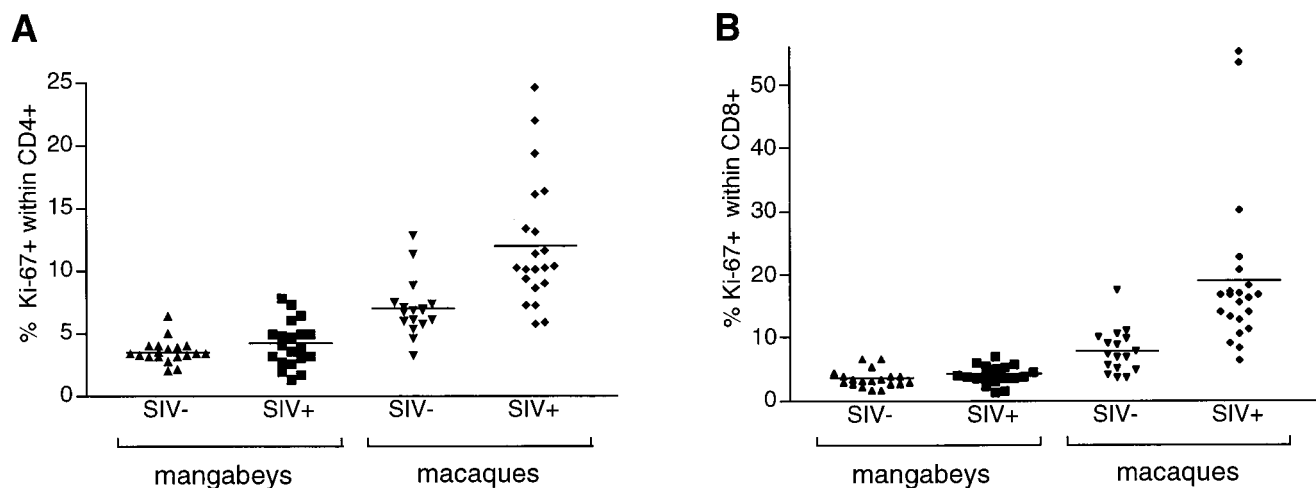 A
% Ki-67+ within CD4+
25
20
15
10
5
0
SIV- SIV+ SIV- SIV+
mangabeys macaques
B
% Ki-67+ within CD8+
50
40
30
20
10
0
SIV- SIV+ SIV- SIV+
mangabeys macaques